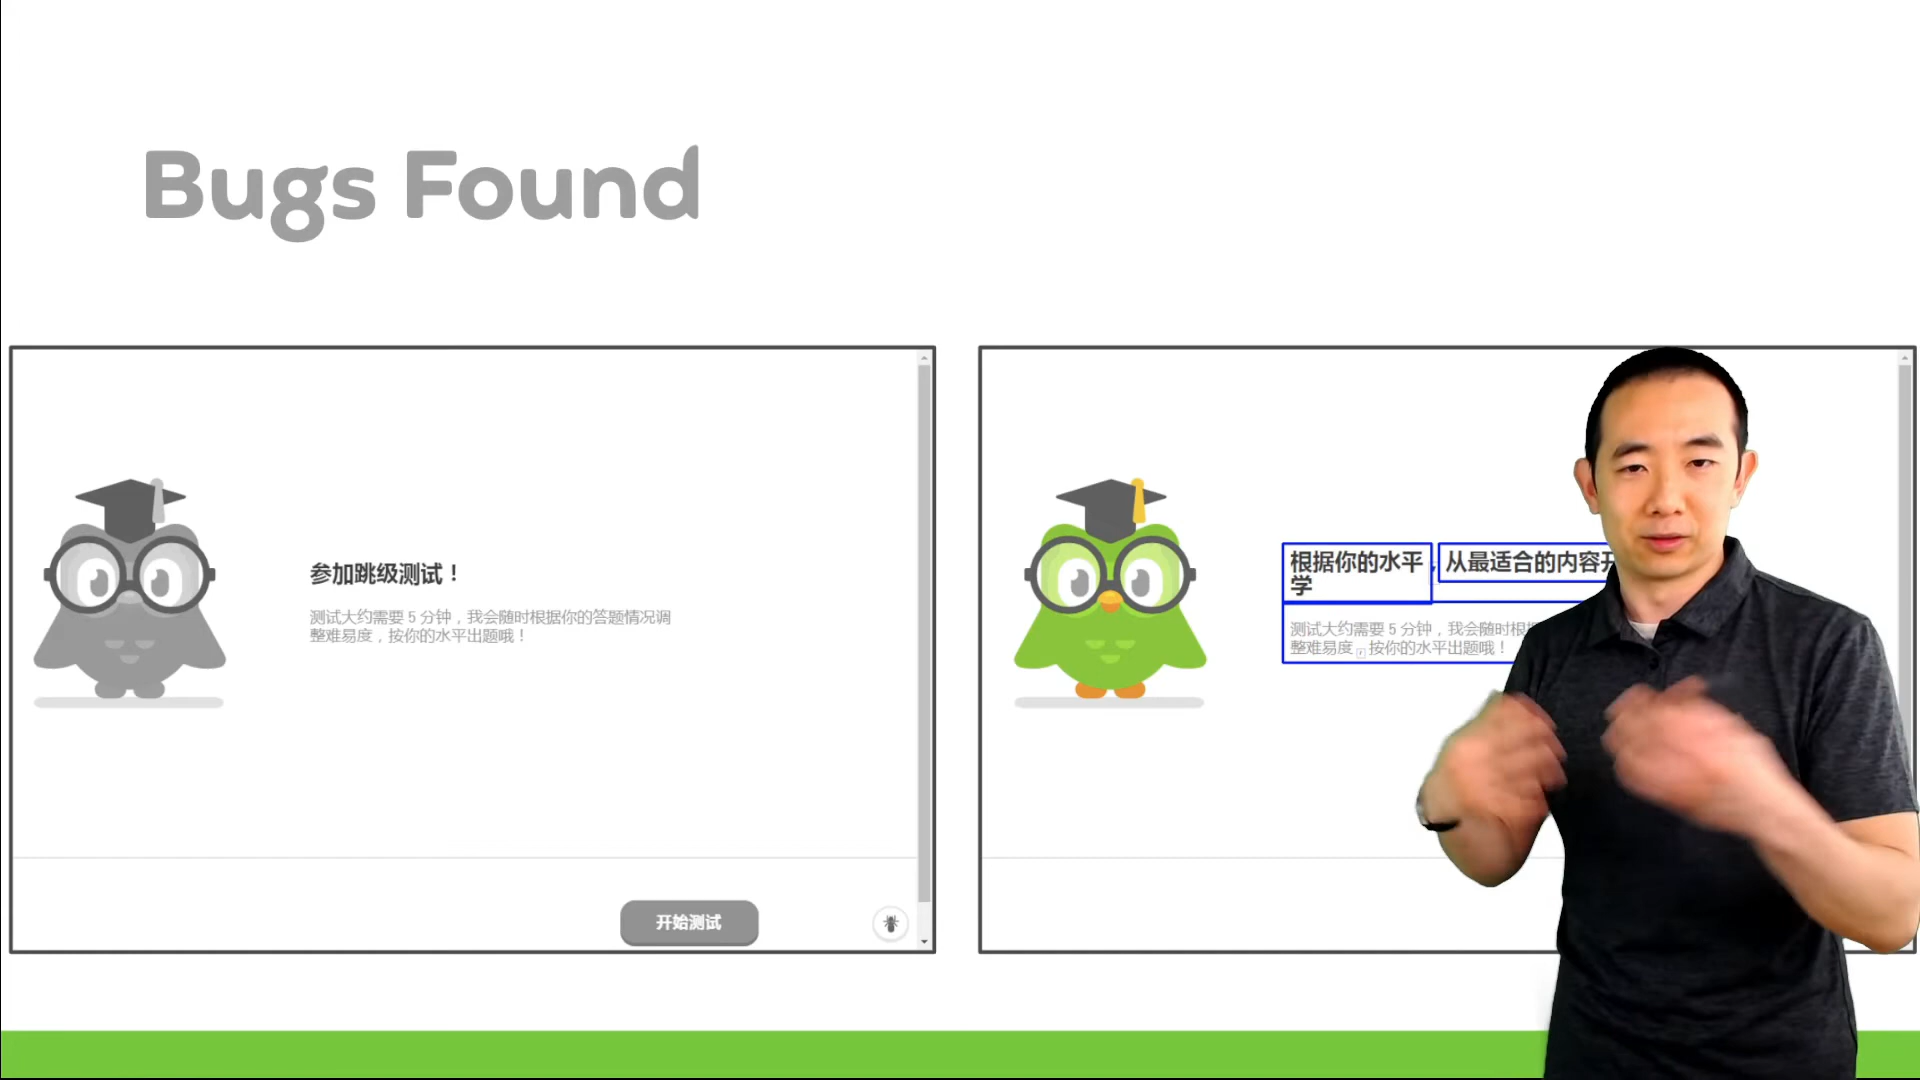 Bugs Found
参加跳级测试！
测试大约需要 5 分钟，我会随时根据你的答题情况调
整难易度，按你的水平出题哦！
开始测试
根据你的水平，从最适合的内容开
学
测试大约需要 5 分钟，我会随时根据
整难易度，按你的水平出题哦！